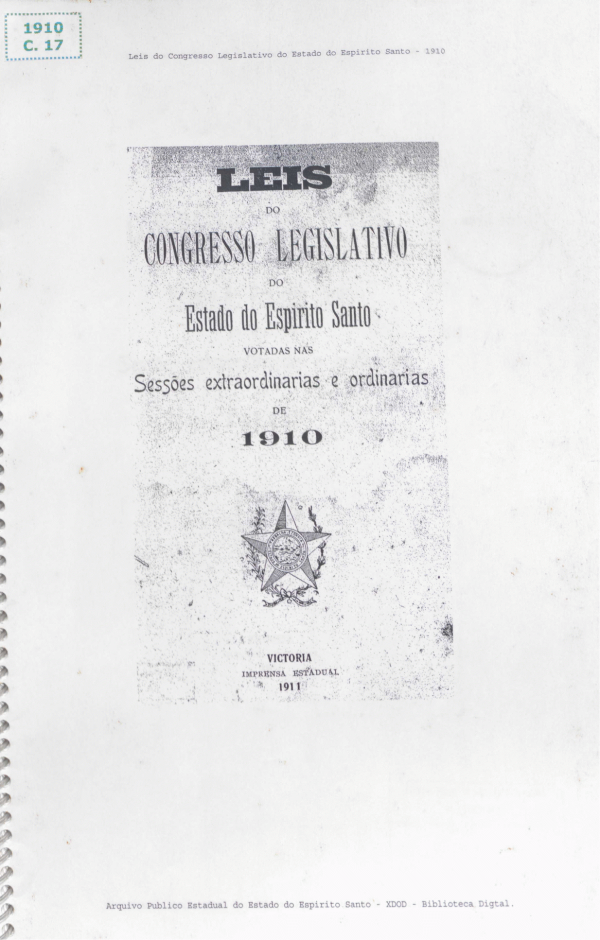 1910
C. 17
Leis do Congresso Legislativo do Estado do Espirito Santo - 1910
LEIS
DO
CONGRESSO LEGISLATIVO
DO
Estado do Espirito Santo
VOTADAS NAS
Sessões extraordinarias e ordinarias
DE
1910
VICTORIA
IMPRENSA ESTADUAL
1911
Arquivo Publico Estadual do Estado do Espirito Santo - XDOD - Biblioteca Digtal.